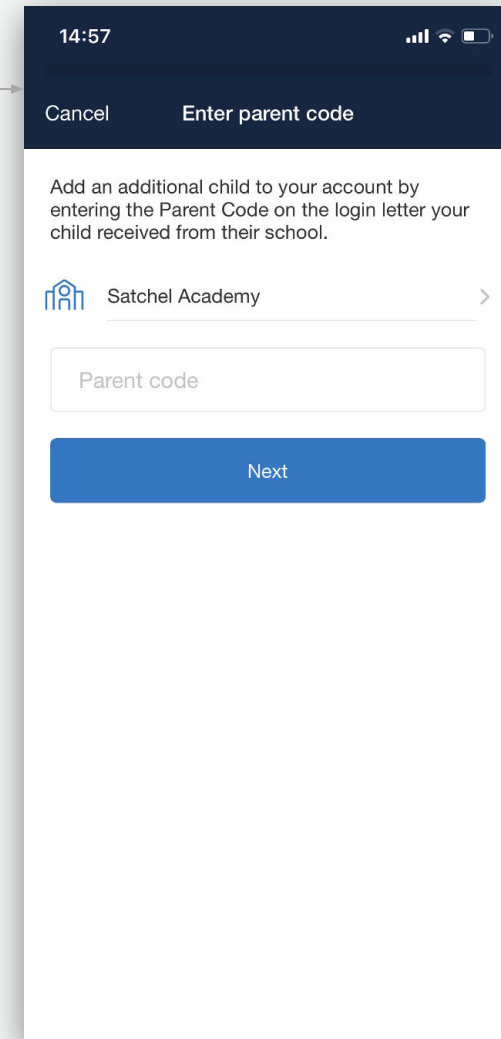 14:57
Cancel
Enter parent code
Add an additional child to your account by
entering the Parent Code on the login letter your
child received from their school.
Satchel Academy
Parent code
Next